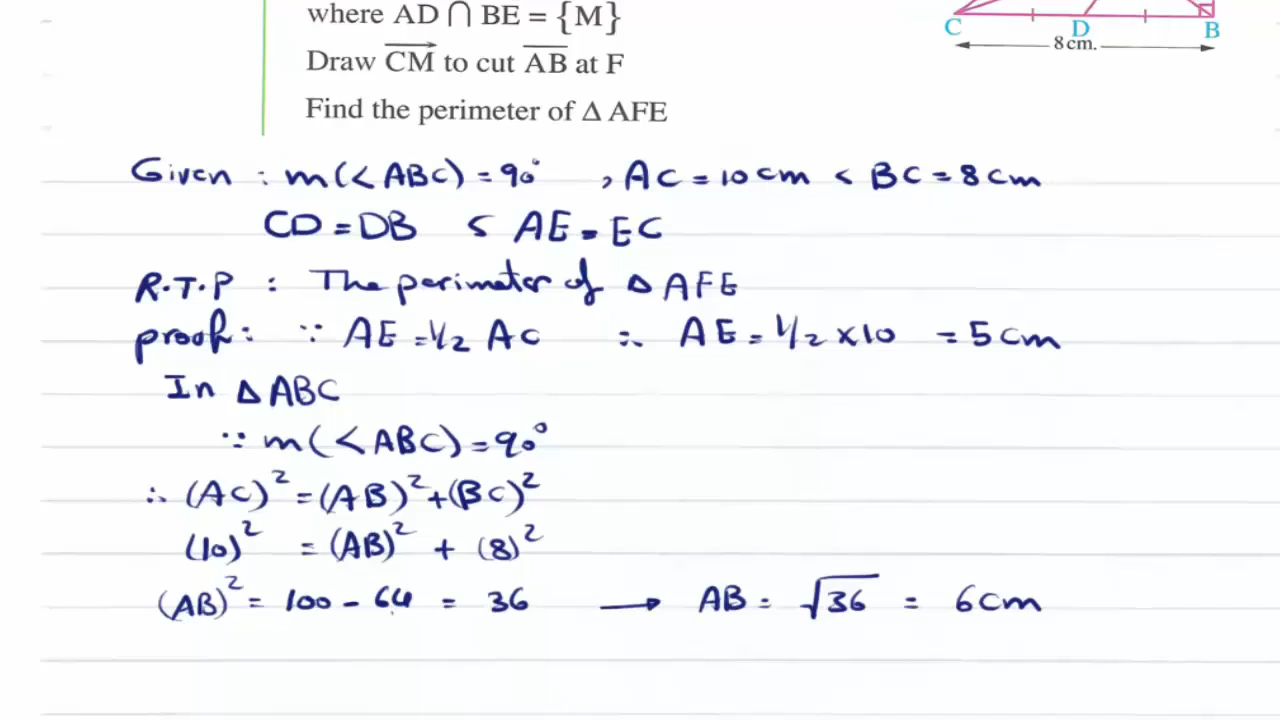 where AD ∩ BE = {M}
Draw CM to cut AB at F
Find the perimeter of Δ AFE
C D B
8 cm.
Given : m(<ABC) = 90° , AC = 10 cm < BC = 8 cm
CD = DB < AE = EC
R.T.P : The perimeter of Δ AFE
proof: ∵ AE = 1/2 AC ∴ AE = 1/2 × 10 = 5 cm
In Δ ABC
∵ m(<ABC) = 90°
∴ (AC)² = (AB)² + (BC)²
(10)² = (AB)² + (8)²
(AB)² = 100 - 64 = 36 → AB = √36 = 6 cm